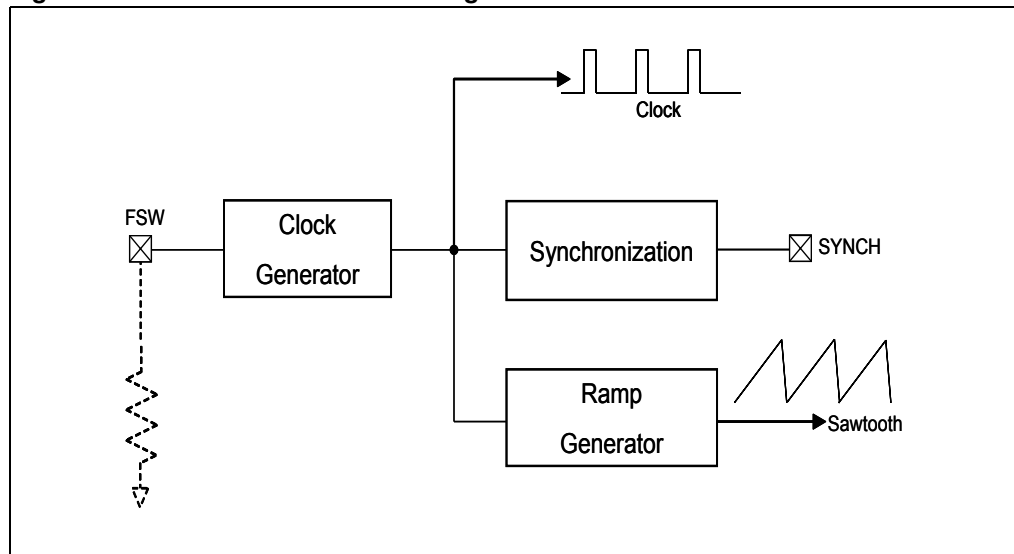 Clock
FSW
Clock
Generator
Synchronization
SYNCH
Ramp
Generator
Sawtooth